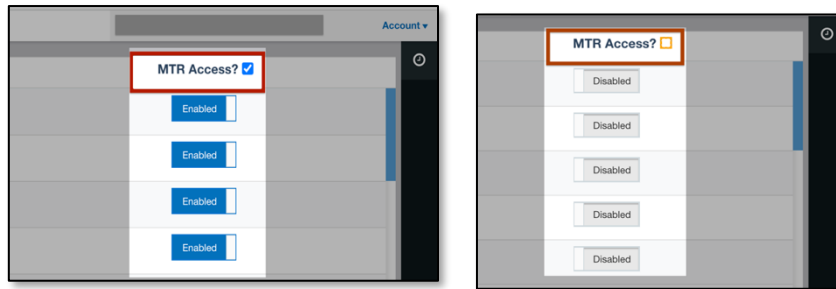 Account
MTR Access?
Enabled
Enabled
Enabled
Enabled
MTR Access?
Disabled
Disabled
Disabled
Disabled
Disabled